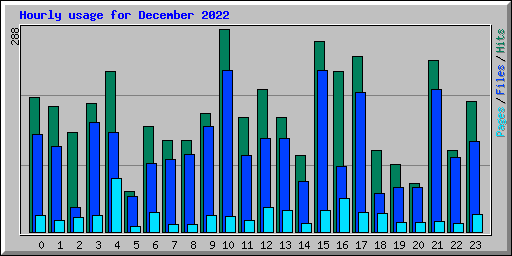 Hourly usage for December 2022
288
Pages/Files/Hits
0 1 2 3 4 5 6 7 8 9 10 11 12 13 14 15 16 17 18 19 20 21 22 23